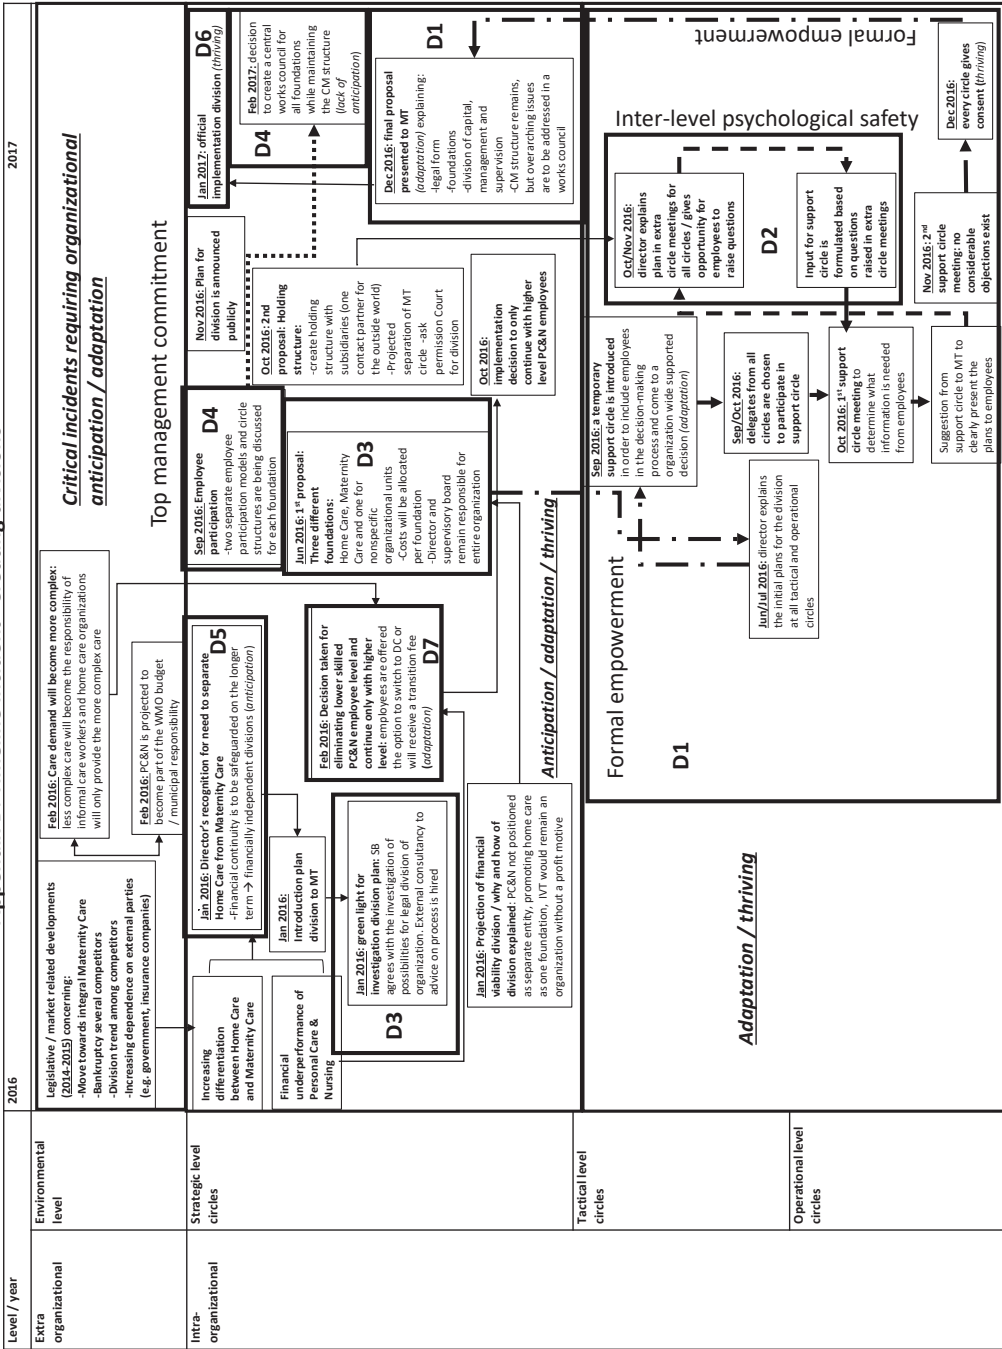 Level / year
2016
2017
Extra
organizational
Environmental
level
Legislative / market related developments
(2014-2015) concerning:
-Move towards integral Maternity Care
-Bankruptcy several competitors
-Division trend among competitors
-Increasing dependence on external parties
(e.g. government, insurance companies)
Feb 2016: Care demand will become more complex:
less complex care will become the responsibility of
informal care workers and home care organizations
will only provide the more complex care
Feb 2016: PC&N is projected to
become part of the WMO budget
/ municipal responsibility
Critical incidents requiring organizational
anticipation / adaptation
Intra-
organizational
Strategic level
circles
Top management commitment
Increasing
differentiation
between Home Care
and Maternity Care
Financial
underperformance of
Personal Care &
Nursing
Jan 2016: Director's recognition for need to separate
Home Care from Maternity Care
-Financial continuity is to be safeguarded on the longer
term → financially independent divisions (anticipation)
D5
Jan 2016:
Introduction plan
division to MT
Jan 2016: green light for
investigation division plan: SB
agrees with the investigation of
possibilities for legal division of
organization. External consultancy to
advice on process is hired
D3
Jan 2016: Projection of financial
viability division / why and how of
division explained: PC&N not positioned
as separate entity, promoting home care
as one foundation, IVT would remain an
organization without a profit motive
Feb 2016: Decision taken for
eliminating lower skilled
PC&N employee level and
continue only with higher
level: employees are offered
the option to switch to DC or
will receive a transition fee
(adaptation)
D7
Sep 2016: Employee
participation
-two separate employee
participation models and circle
structures are being discussed
for each foundation
D4
Jun 2016: 1st proposal:
Three different
foundations:
Home Care, Maternity
Care and one for
nonspecific
organizational units
-Costs will be allocated
per foundation
-Director and
supervisory board
remain responsible for
entire organization
D3
Nov 2016: Plan for
division is announced
publicly
Oct 2016: 2nd
proposal: Holding
structure:
-create holding
structure with
subsidiaries (one
contact partner for
the outside world)
-Projected
separation of MT
circle -ask
permission Court
for division
Oct 2016:
implementation
decision to only
continue with higher
level PC&N employees
Jan 2017: official
implementation division (thriving)
D6
Feb 2017: decision
to create a central
works council for
all foundations
while maintaining
the CM structure
(lack of
anticipation)
D4
Dec 2016: final proposal
presented to MT
(adaptation) explaining:
-legal form
-foundations
-division of capital,
management and
supervision
-CM structure remains,
but overarching issues
are to be addressed in a
works council
D1
Anticipation / adaptation / thriving
Tactical level
circles
Operational level
circles
Adaptation / thriving
Formal empowerment
D1
Jun/Jul 2016: director explains
the initial plans for the division
at all tactical and operational
circles
Sep 2016: a temporary
support circle is introduced
in order to include employees
in the decision-making
process and come to a
organization wide supported
decision (adaptation)
Sep/Oct 2016:
delegates from all
circles are chosen
to participate in
support circle
Oct 2016: 1st support
circle meeting to
determine what
information is needed
from employees
Suggestion from
support circle to MT to
clearly present the
plans to employees
Inter-level psychological safety
Oct/Nov 2016:
director explains
plan in extra
circle meetings for
all circles / gives
opportunity for
employees to
raise questions
D2
Input for support
circle is
formulated based
on questions
raised in extra
circle meetings
Nov 2016: 2nd
support circle
meeting: no
considerable
objections exist
Dec 2016:
every circle gives
consent (thriving)
Formal empowerment